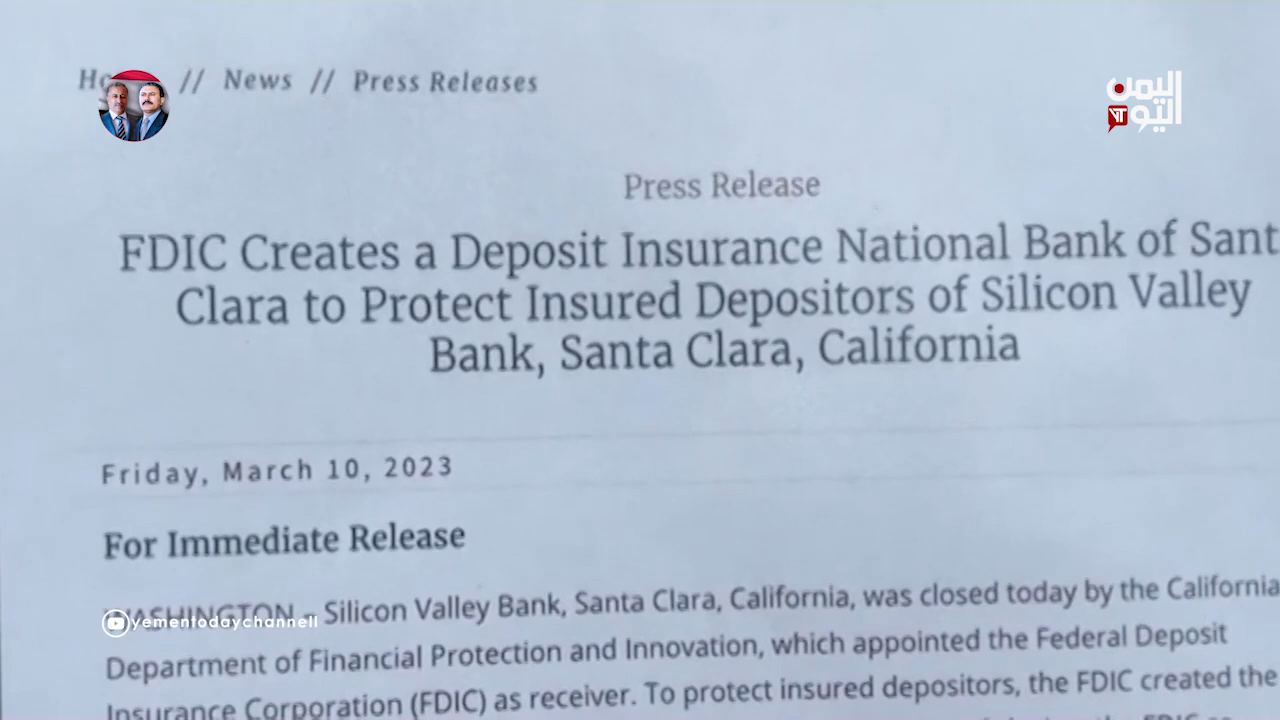 // News // Press Releases
اليمن
اليوم
YT
Press Release
FDIC Creates a Deposit Insurance National Bank of Sant
Clara to Protect Insured Depositors of Silicon Valley
Bank, Santa Clara, California
Friday, March 10, 2023
For Immediate Release
WASHINGTON – Silicon Valley Bank, Santa Clara, California, was closed today by the California
yementodaychannell
Department of Financial Protection and Innovation, which appointed the Federal Deposit
Insurance Corporation (FDIC) as receiver. To protect insured depositors, the FDIC created the